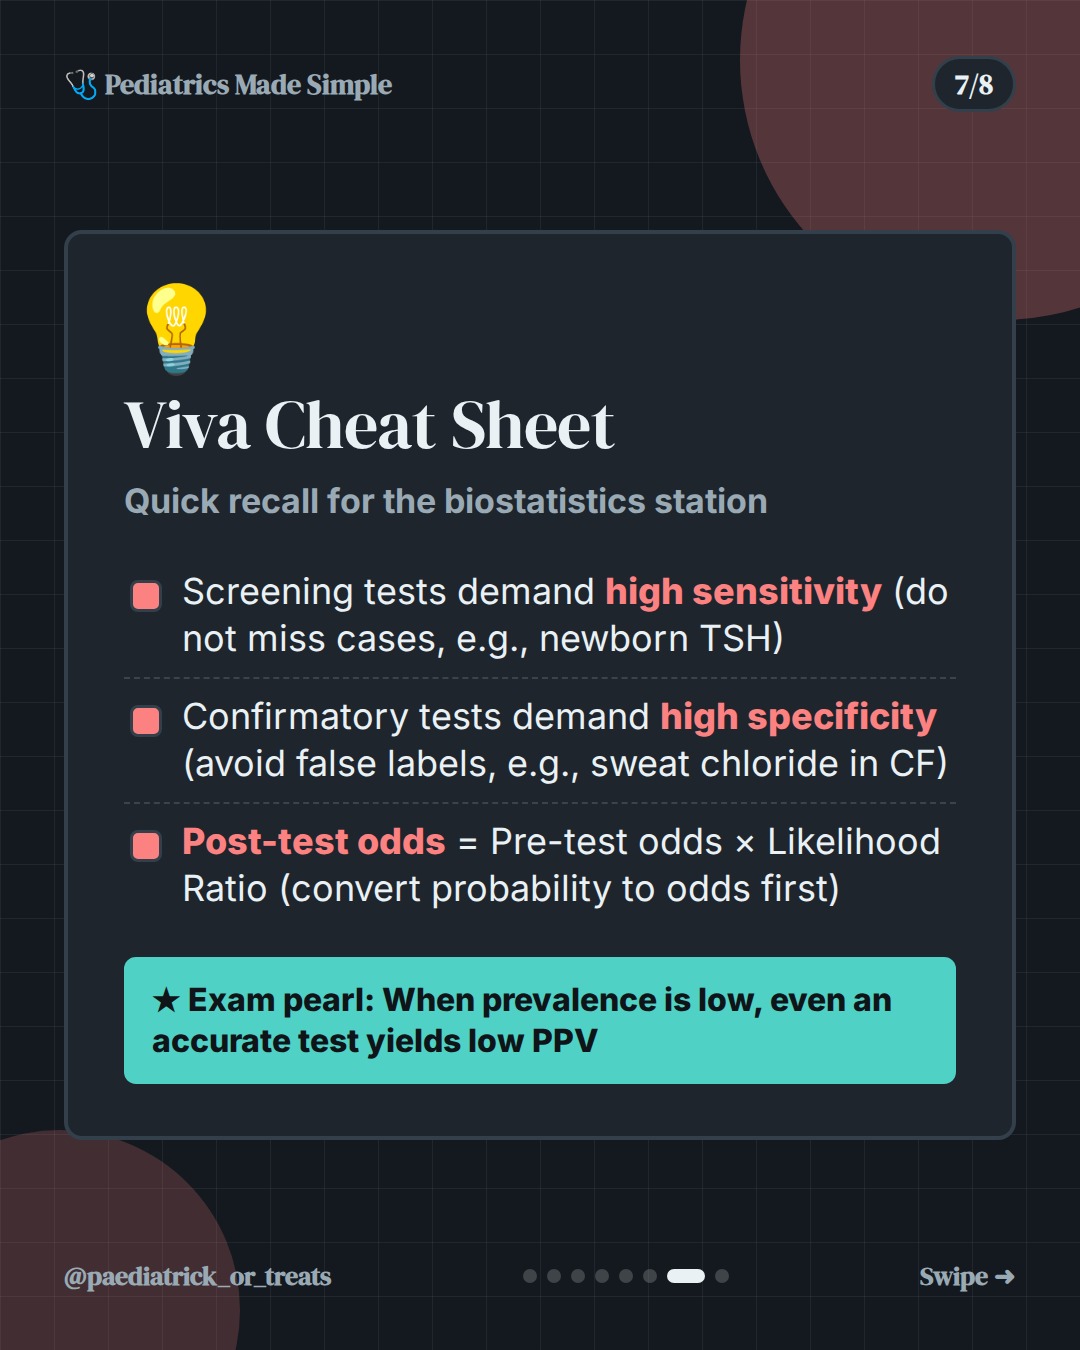 🩺 Pediatrics Made Simple
7/8
💡
Viva Cheat Sheet
Quick recall for the biostatistics station
Screening tests demand high sensitivity (do
not miss cases, e.g., newborn TSH)
Confirmatory tests demand high specificity
(avoid false labels, e.g., sweat chloride in CF)
Post-test odds = Pre-test odds × Likelihood
Ratio (convert probability to odds first)
★ Exam pearl: When prevalence is low, even an
accurate test yields low PPV
@paediatrick_or_treats
Swipe ➜